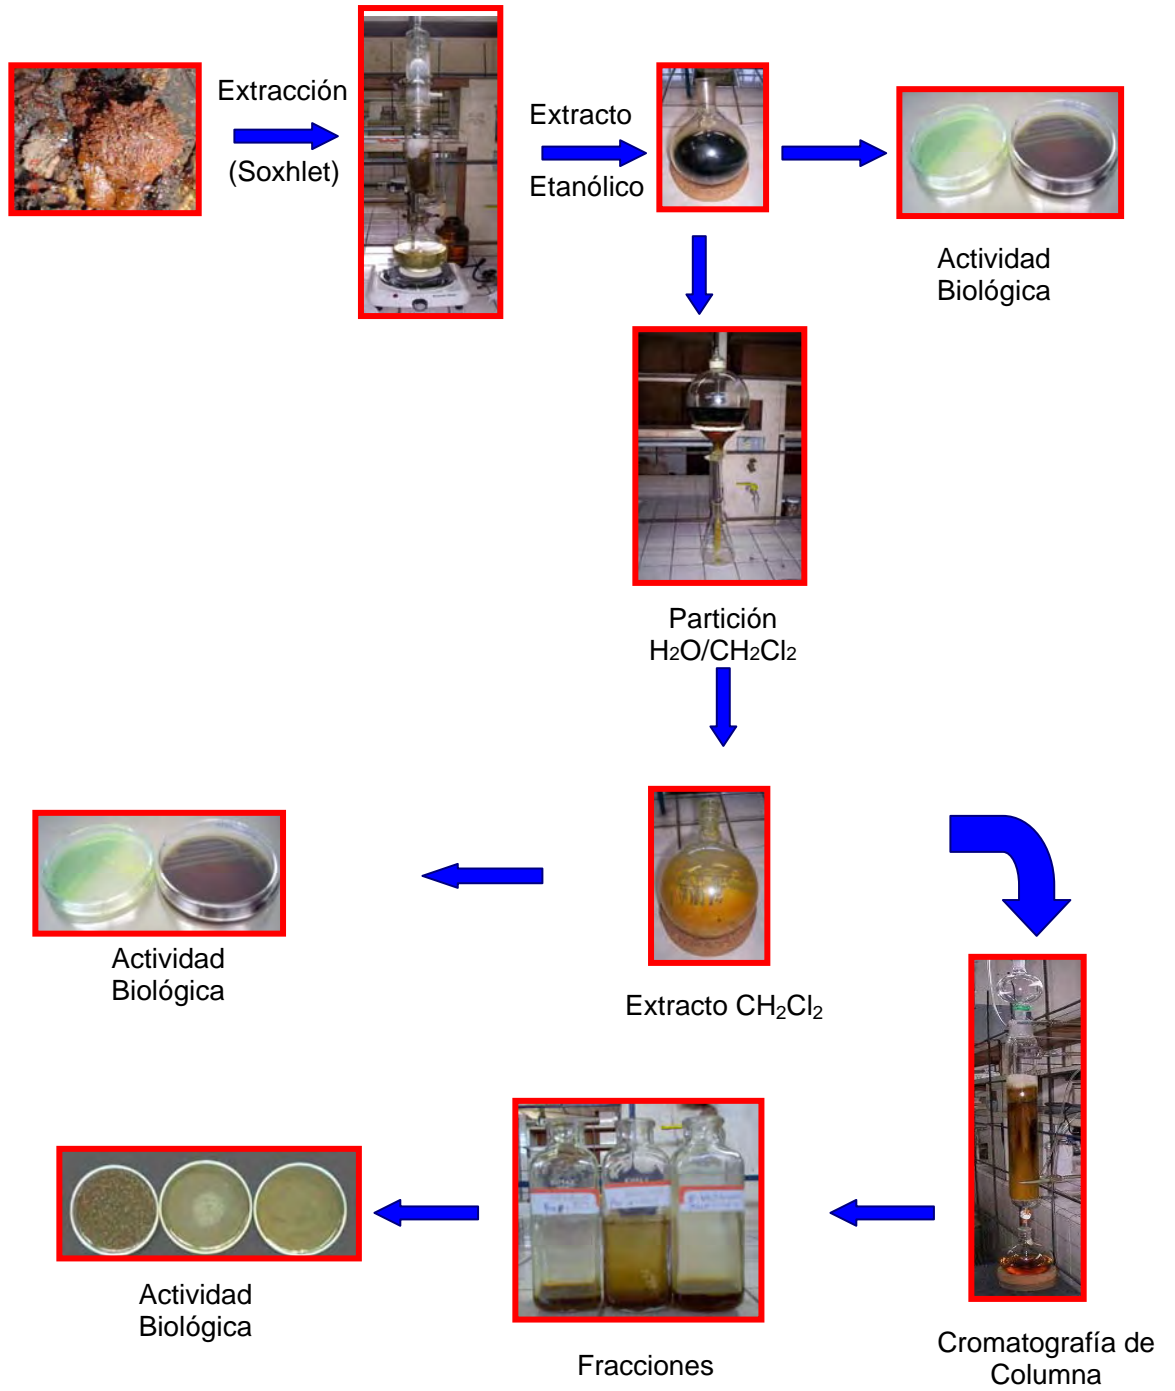 Extracción
(Soxhlet)
Extracto
Etanólico
Actividad
Biológica
Partición
H2O/CH2Cl2
Actividad
Biológica
Extracto CH₂Cl₂
Cromatografía de
Columna
Fracciones
Actividad
Biológica